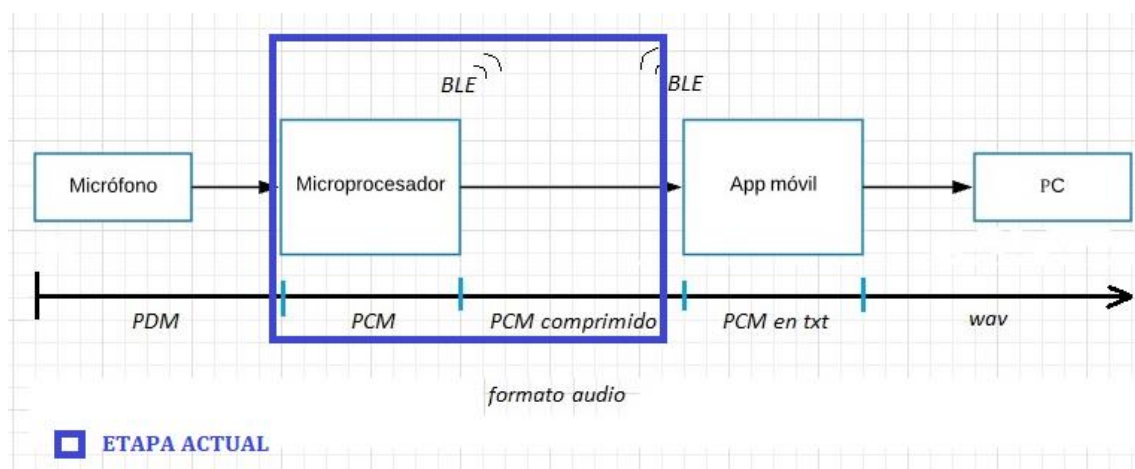 BLE
BLE
Micrófono
Microprocesador
App móvil
PC
PDM
PCM
PCM comprimido
PCM en txt
wav
formato audio
ETAPA ACTUAL